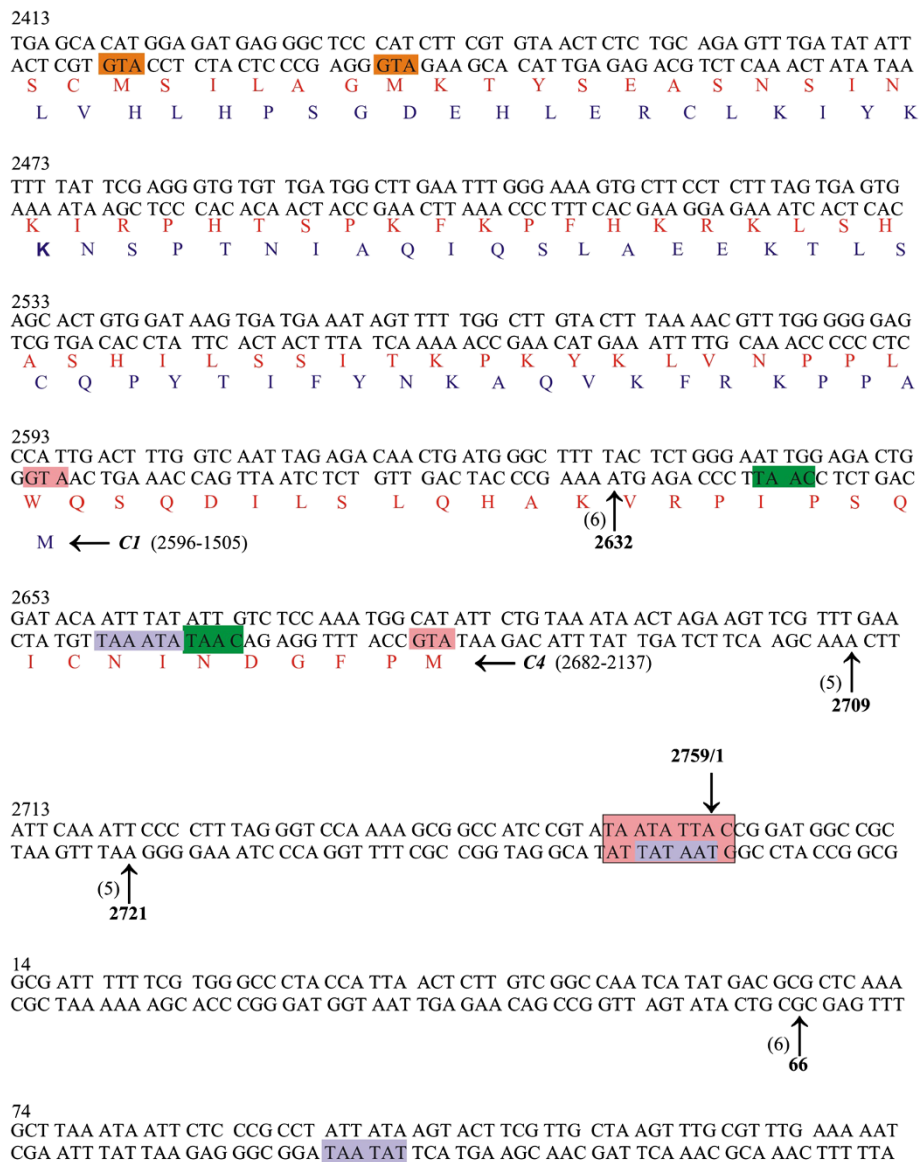 2413
TGA GCA CAT GGA GAT GAG GGC TCC CAT CTT CGT GTA ACT CTC TGC AGA GTT TGA TAT ATT
ACT CGT GTA CCT CTA CTC CCG AGG GTA GAA GCA CAT TGA GAG ACG TCT CAA ACT ATA TAA
S C M S I L A G M K T Y S E A S N S I N
L V H L H P S G D E H L E R C L K I Y K
2473
TTT TAT TCG AGG GTG TGT TGA TGG CTT GAA TTT GGG AAA GTG CTT CCT CTT TAG TGA GTG
AAA ATA AGC TCC CAC ACA ACT ACC GAA CTT AAA CCC TTT CAC GAA GGA GAA ATC ACT CAC
K I R P H T S P K F K P F H K R K L S H
K N S P T N I A Q I Q S L A E E K T L S
2533
AGC ACT GTG GAT AAG TGA TGA AAT AGT TTT TGG CTT GTA CTT TAA AAC GTT TGG GGG GAG
TCG TGA CAC CTA TTC ACT ACT TTA TCA AAA ACC GAA CAT GAA ATT TTG CAA ACC CCC CTC
A S H I L S S I T K P K Y K L V N P P L
C Q P Y T I F Y N K A Q V K F R K P P A
2593
CCA TTG ACT TTG GTC AAT TAG AGA CAA CTG ATG GGC TTT TAC TCT GGG AAT TGG AGA CTG
GGT AAC TGA AAC CAG TTA ATC TCT GTT GAC TAC CCG AAA ATG AGA CCC TTA ACC TCT GAC
W Q S Q D I L S L Q H A K V R P I P S Q
(6)
2632
M ← C1 (2596-1505)
2653
GAT ACA ATT TAT ATT GTC TCC AAA TGG CAT ATT CTG TAA ATA ACT AGA AGT TCG TTT GAA
CTA TGT TAA ATA TAA CAG AGG TTT ACC GTA TAA GAC ATT TAT TGA TCT TCA AGC AAA CTT
I C N I N D G F P M ← C4 (2682-2137)
(5)
2709
2759/1
2713
ATT CAA ATT CCC CTT TAG GGT CCA AAA GCG GCC ATC CGT ATA ATA TTA CCG GAT GGC CGC
TAA GTT TAA GGG GAA ATC CCA GGT TTT CGC CGG TAG GCA TAT TAT AAT GGC CTA CCG GCG
(5)
2721
14
GCG ATT TTT TCG TGG GCC CTA CCA TTA ACT CTT GTC GGC CAA TCA TAT GAC GCG CTC AAA
CGC TAA AAA AGC ACC CGG GAT GGT AAT TGA GAA CAG CCG GTT AGT ATA CTG CGC GAG TTT
(6)
66
74
GCT TAA ATA ATT CTC CCG CCT ATT ATA AGT ACT TCG TTG CTA AGT TTG CGT TTG AAA AAT
CGA ATT TAT TAA GAG GGC GGA TAA TAT TCA TGA AGC AAC GAT TCA AAC GCA AAC TTT TTA